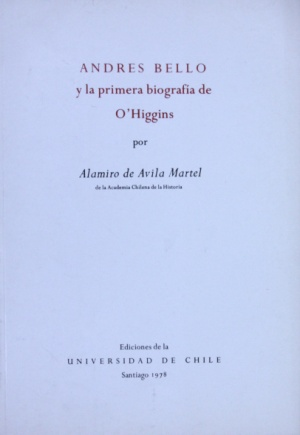 ANDRES BELLO
y la primera biografía de
O'Higgins
por
Alamiro de Avila Martel
de la Academia Chilena de la Historia
Ediciones de la
UNIVERSIDAD DE CHILE
Santiago 1978